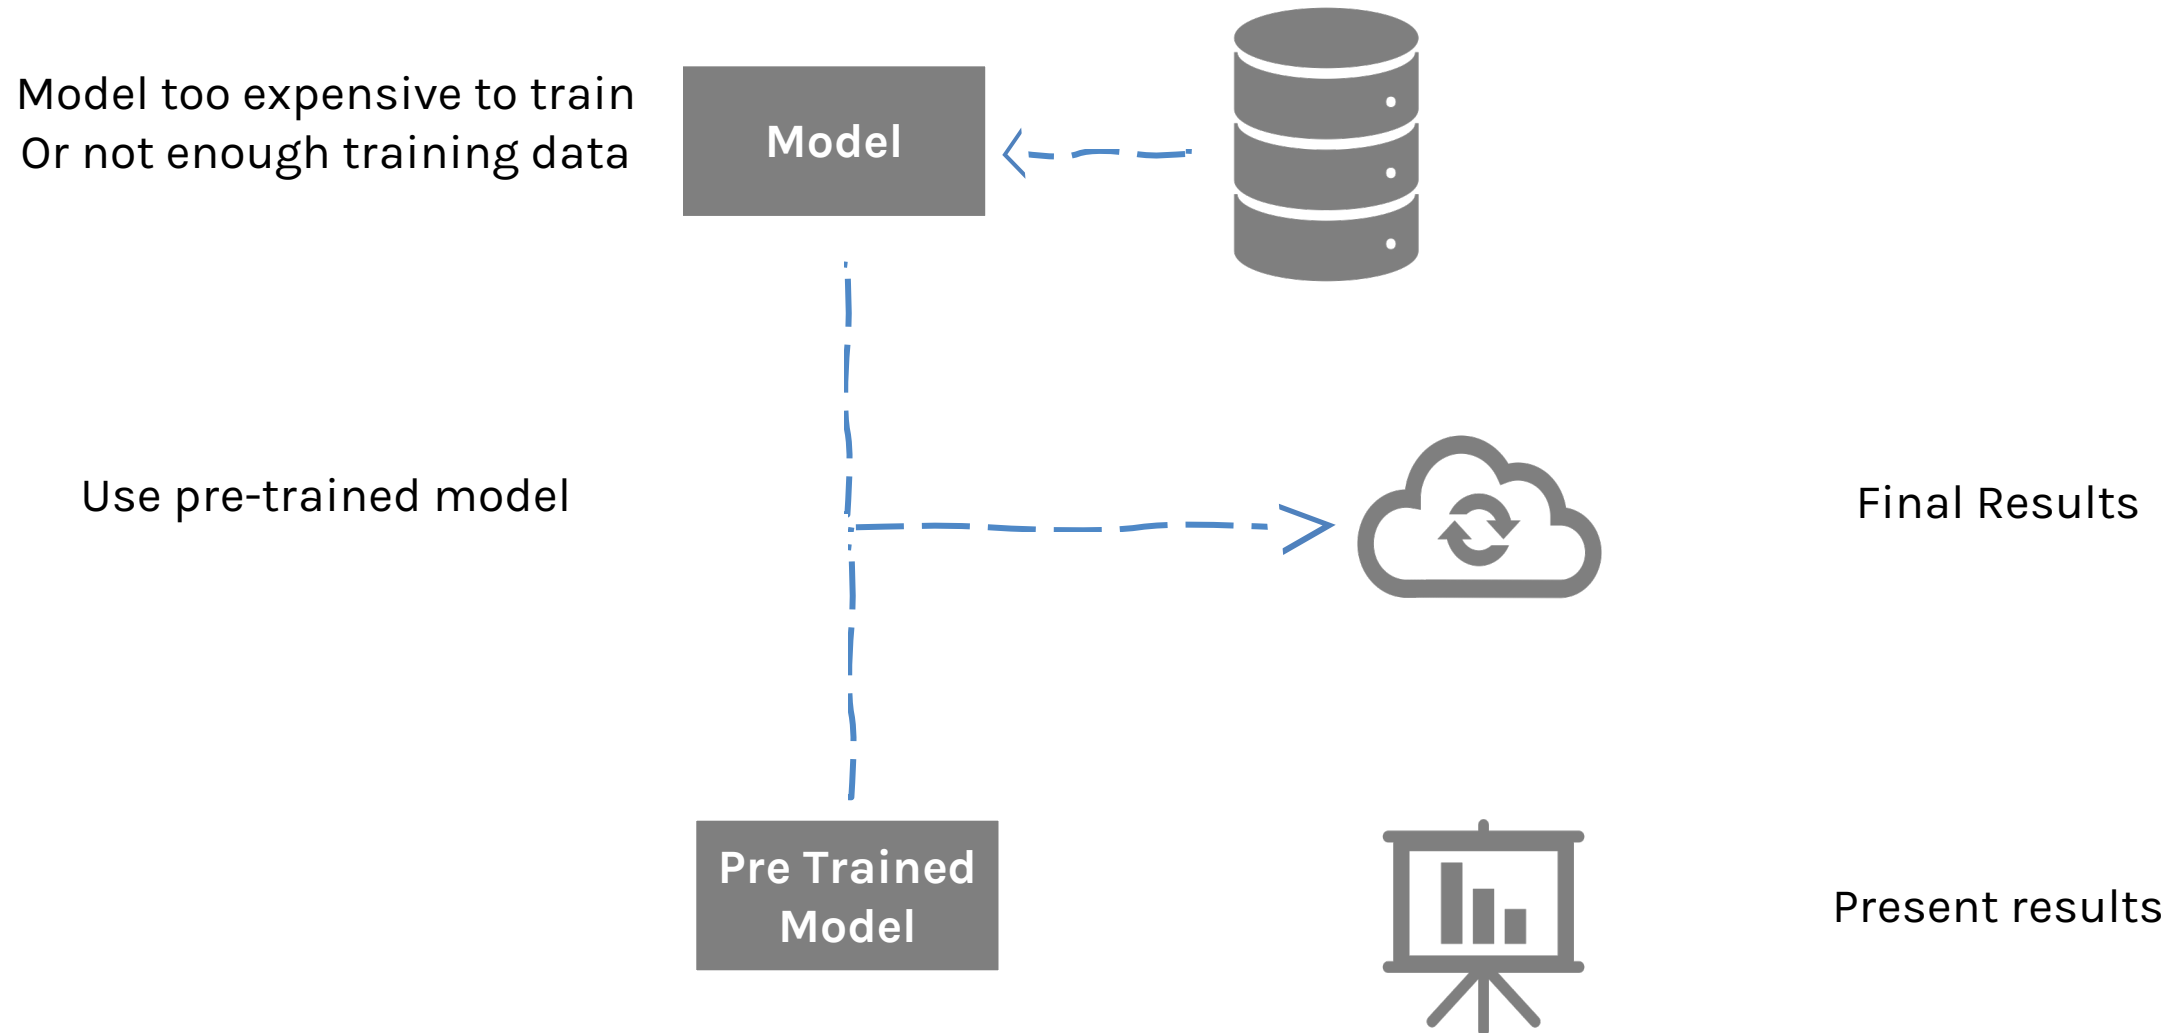 Model too expensive to train
Or not enough training data
Model
Use pre-trained model
Final Results
Pre Trained
Model
Present results